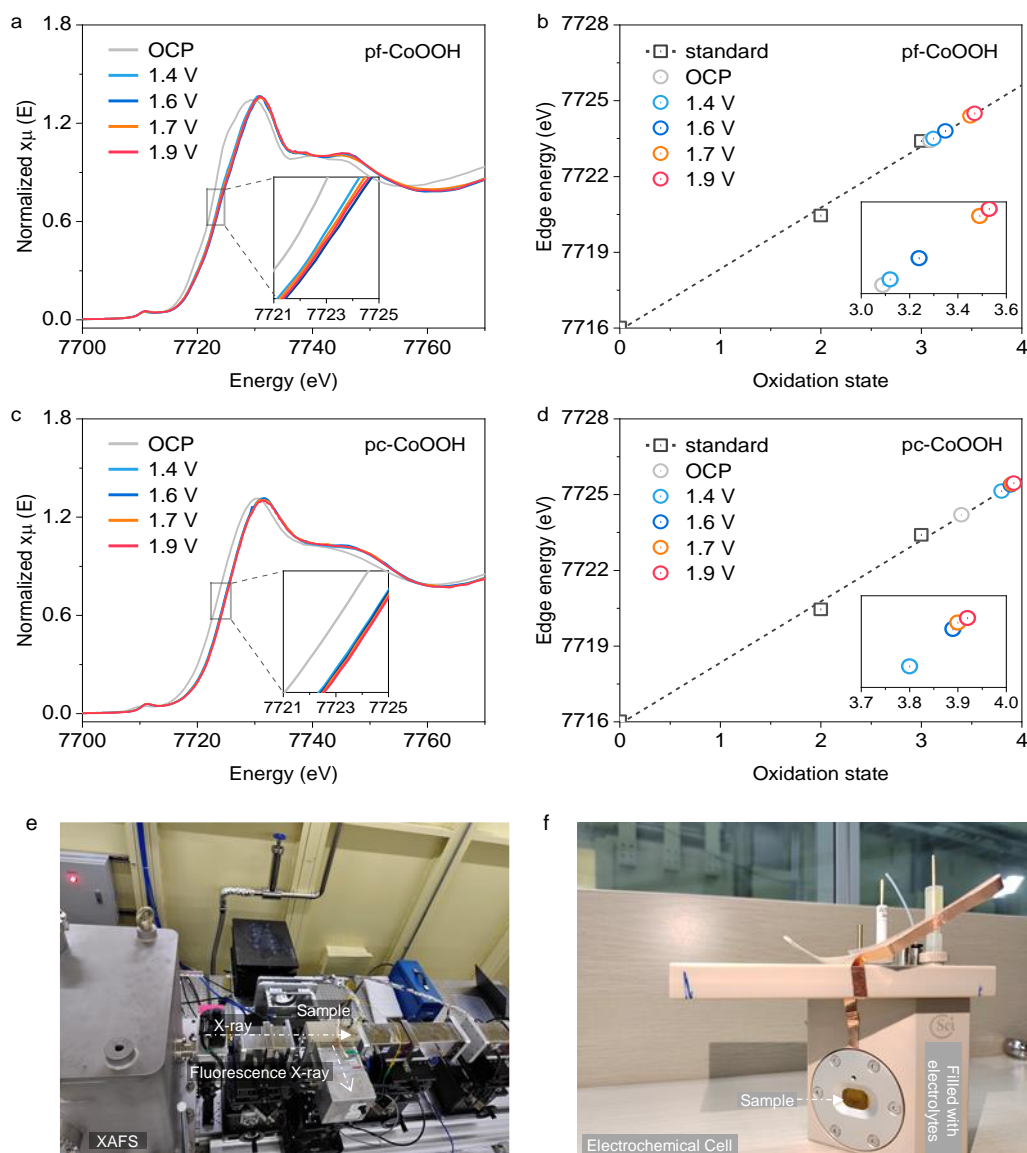 a
pf-CoOOH
OCP
1.4 V
1.6 V
1.7 V
1.9 V
Normalized xμ (E)
1.8
1.2
0.6
0.0
7721 7723 7725
7700 7720 7740 7760
Energy (eV)
b
pf-CoOOH
standard
OCP
1.4 V
1.6 V
1.7 V
1.9 V
Edge energy (eV)
7728
7725
7722
7719
7716
3.0 3.2 3.4 3.6
0 1 2 3 4
Oxidation state
c
pc-CoOOH
OCP
1.4 V
1.6 V
1.7 V
1.9 V
Normalized xμ (E)
1.8
1.2
0.6
0.0
7721 7723 7725
7700 7720 7740 7760
Energy (eV)
d
pc-CoOOH
standard
OCP
1.4 V
1.6 V
1.7 V
1.9 V
Edge energy (eV)
7728
7725
7722
7719
7716
3.7 3.8 3.9 4.0
0 1 2 3 4
Oxidation state
e
Sample
X-ray
Fluorescence X-ray
XAFS
f
Sci
Sample
Filled with
electrolytes
Electrochemical Cell